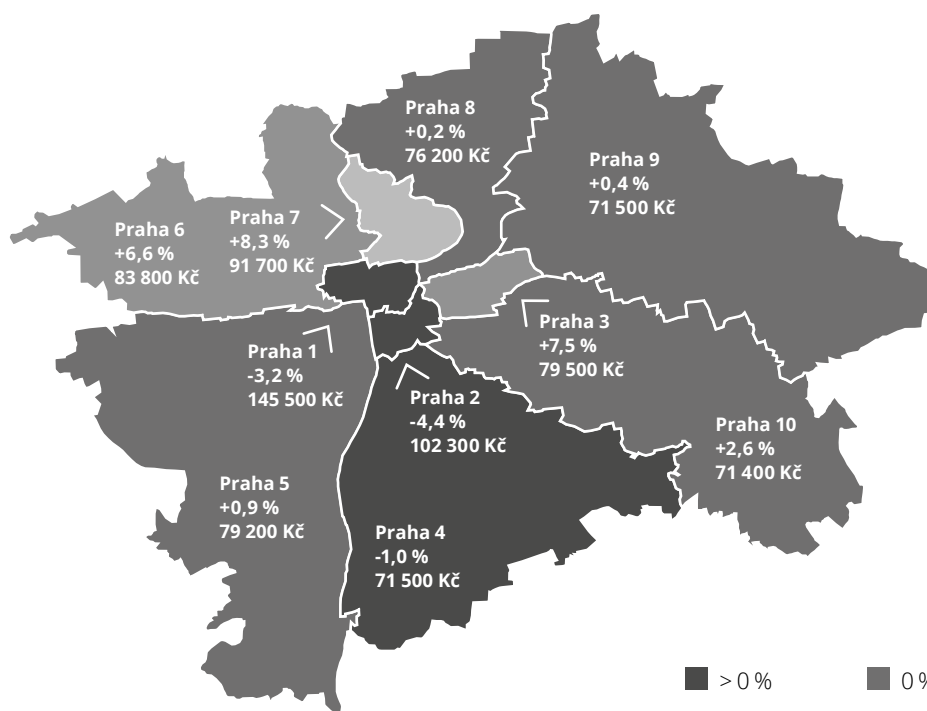 Praha 8
+0,2 %
76 200 Kč
Praha 9
+0,4 %
71 500 Kč
Praha 6
+6,6 %
83 800 Kč
Praha 7
+8,3 %
91 700 Kč
Praha 3
+7,5 %
79 500 Kč
Praha 1
-3,2 %
145 500 Kč
Praha 2
-4,4 %
102 300 Kč
Praha 10
+2,6 %
71 400 Kč
Praha 5
+0,9 %
79 200 Kč
Praha 4
-1,0 %
71 500 Kč
> 0 %
0 %